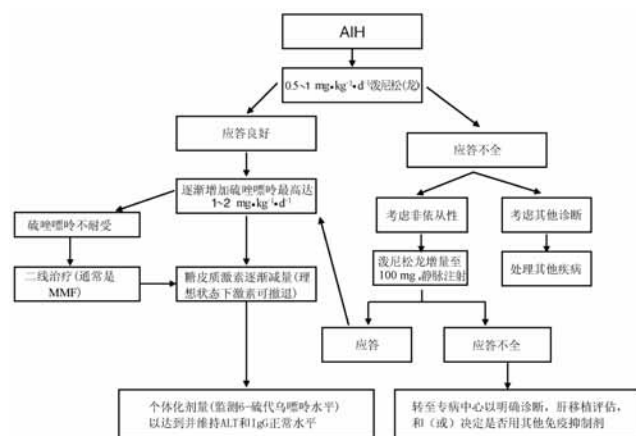 AIH
0.5~1 mg•kg⁻¹•d⁻¹泼尼松(龙)
应答良好
应答不全
逐渐增加硫唑嘌呤最高达
1~2 mg•kg⁻¹•d⁻¹
考虑非依从性
考虑其他诊断
硫唑嘌呤不耐受
泼尼松龙增量至
100 mg,静脉注射
处理其他疾病
二线治疗(通常是
MMF)
糖皮质激素逐渐减量(理
想状态下激素可撤退)
应答
应答不全
个体化剂量(监测6-硫代鸟嘌呤水平)
以达到并维持ALT和IgG正常水平
转至专病中心以明确诊断,肝移植评估,
和(或)决定是否用其他免疫抑制剂